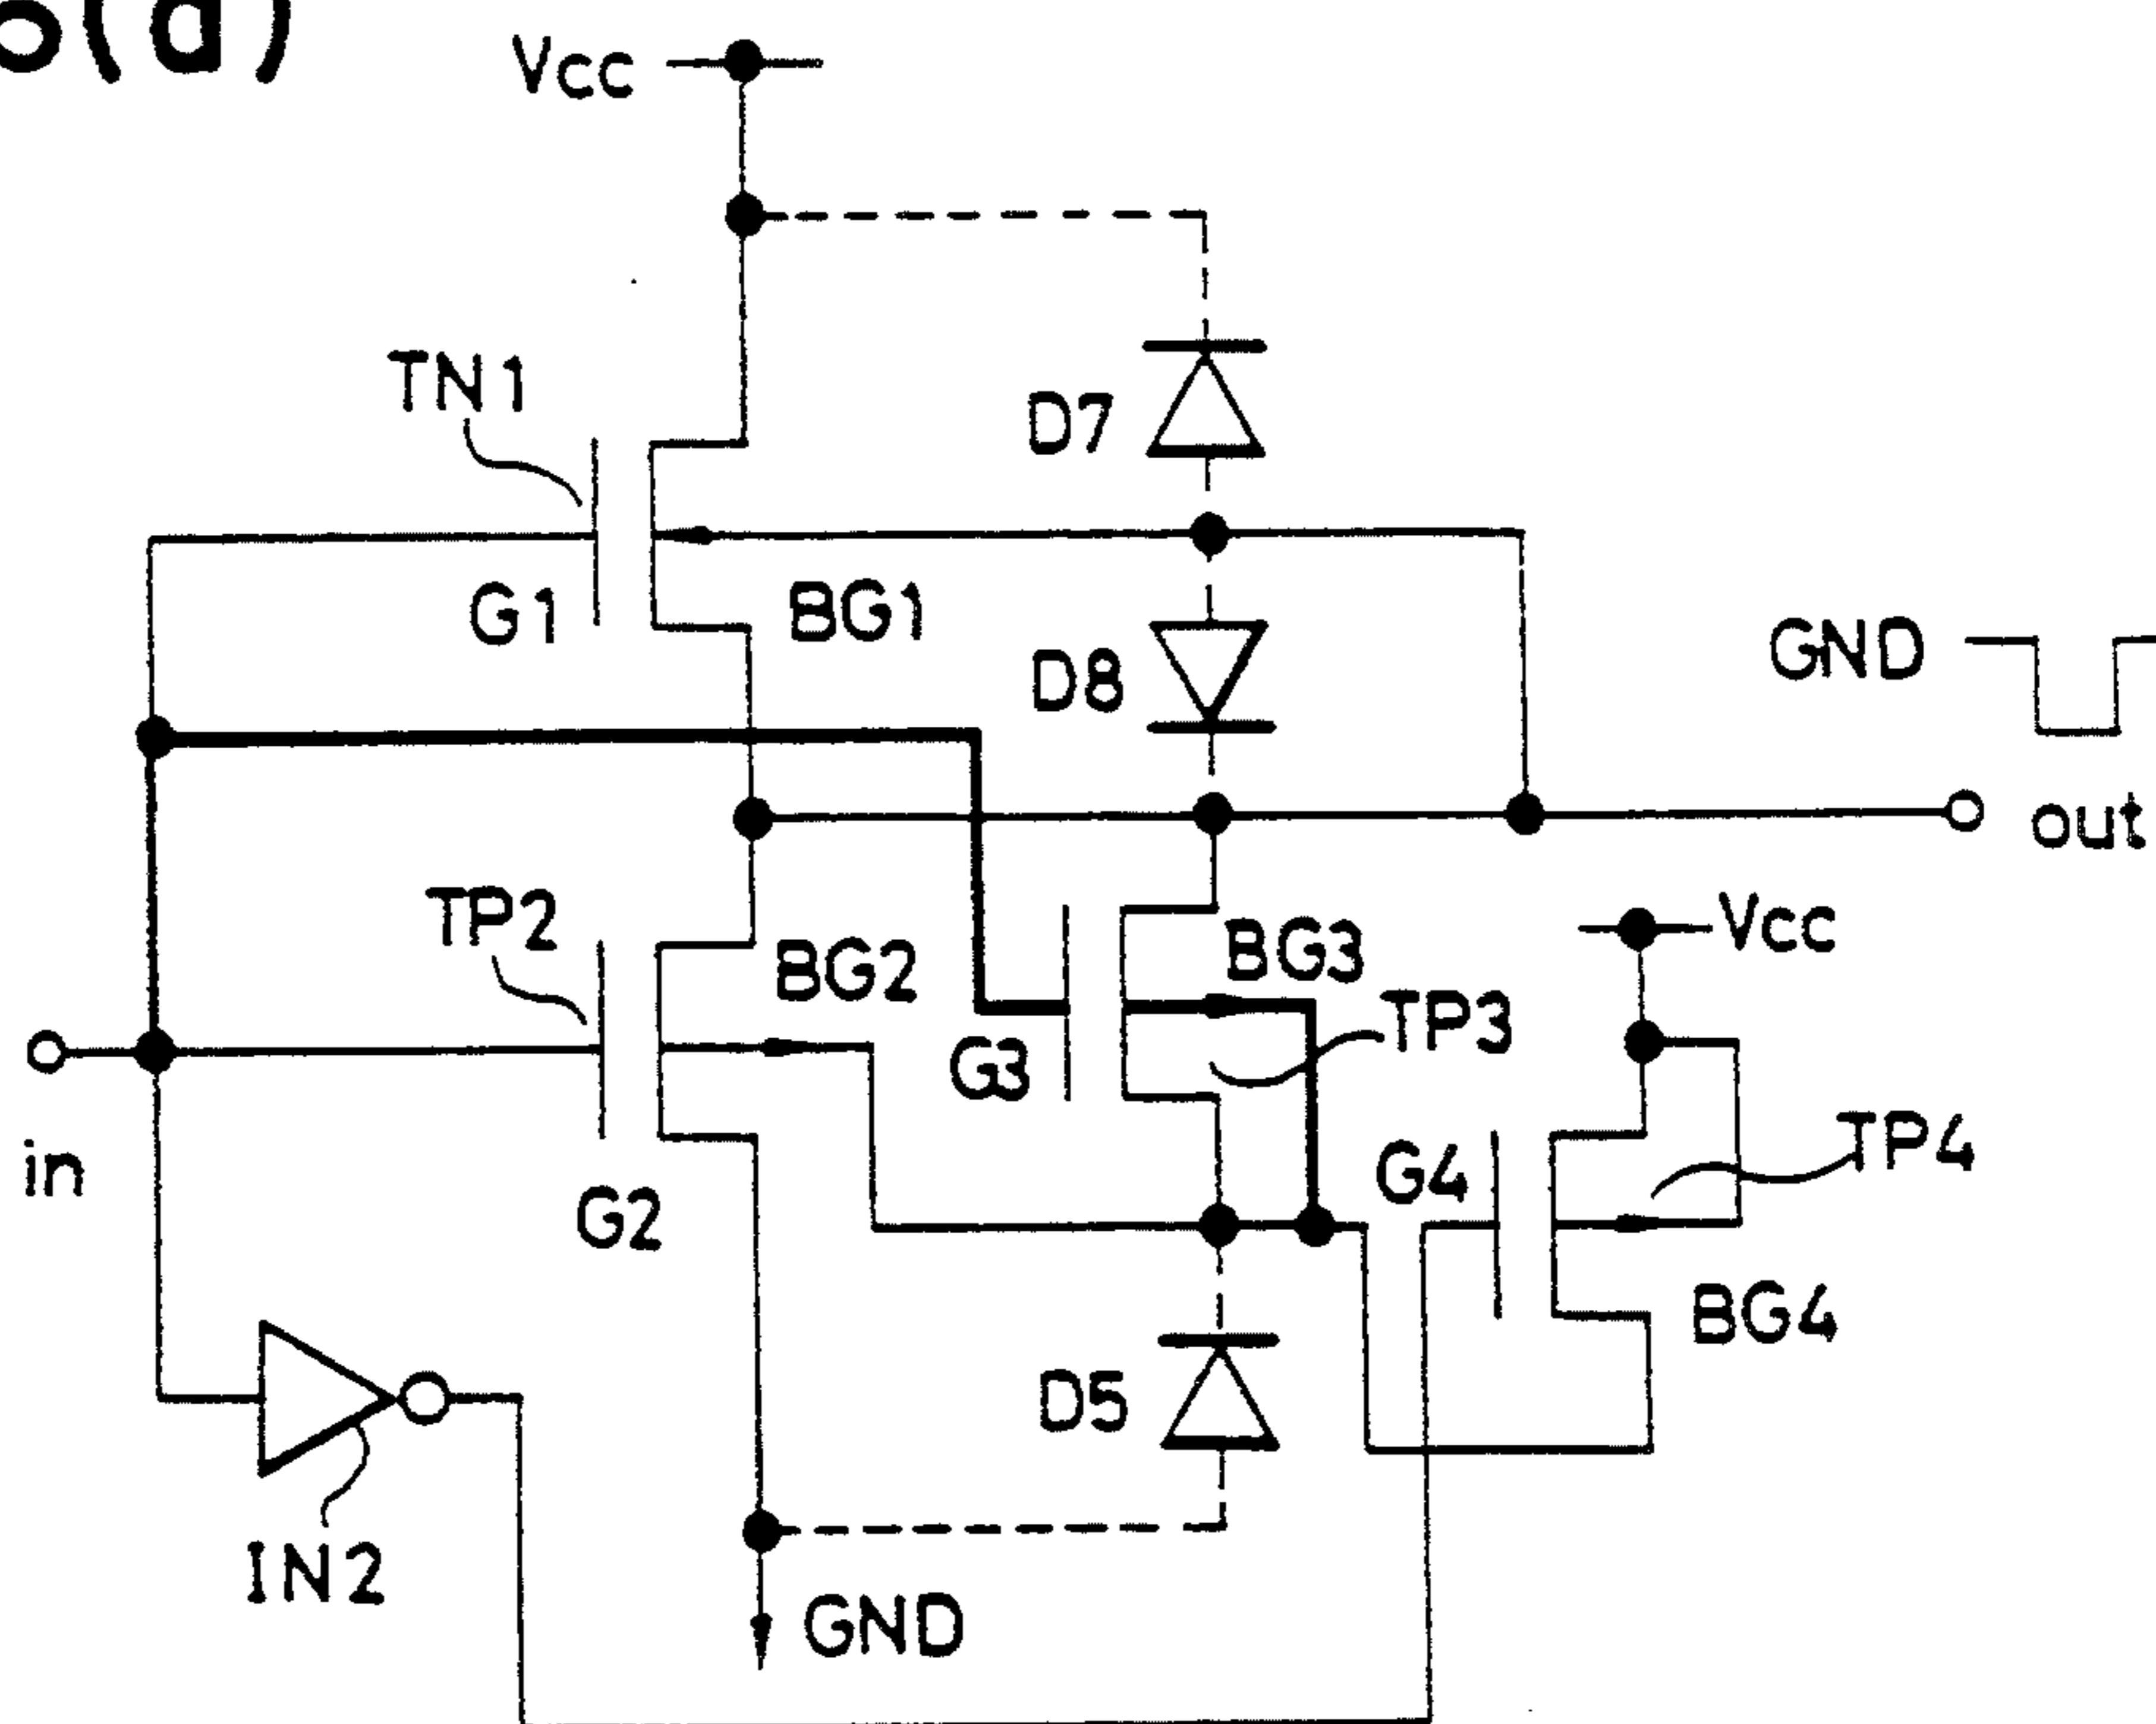 (d)
Vcc
TN1
D7
G1
BG1
D8
GND
out
TP2
BG2
BG3
Vcc
TP3
G3
in
G4
TP4
G2
BG4
D5
IN2
GND